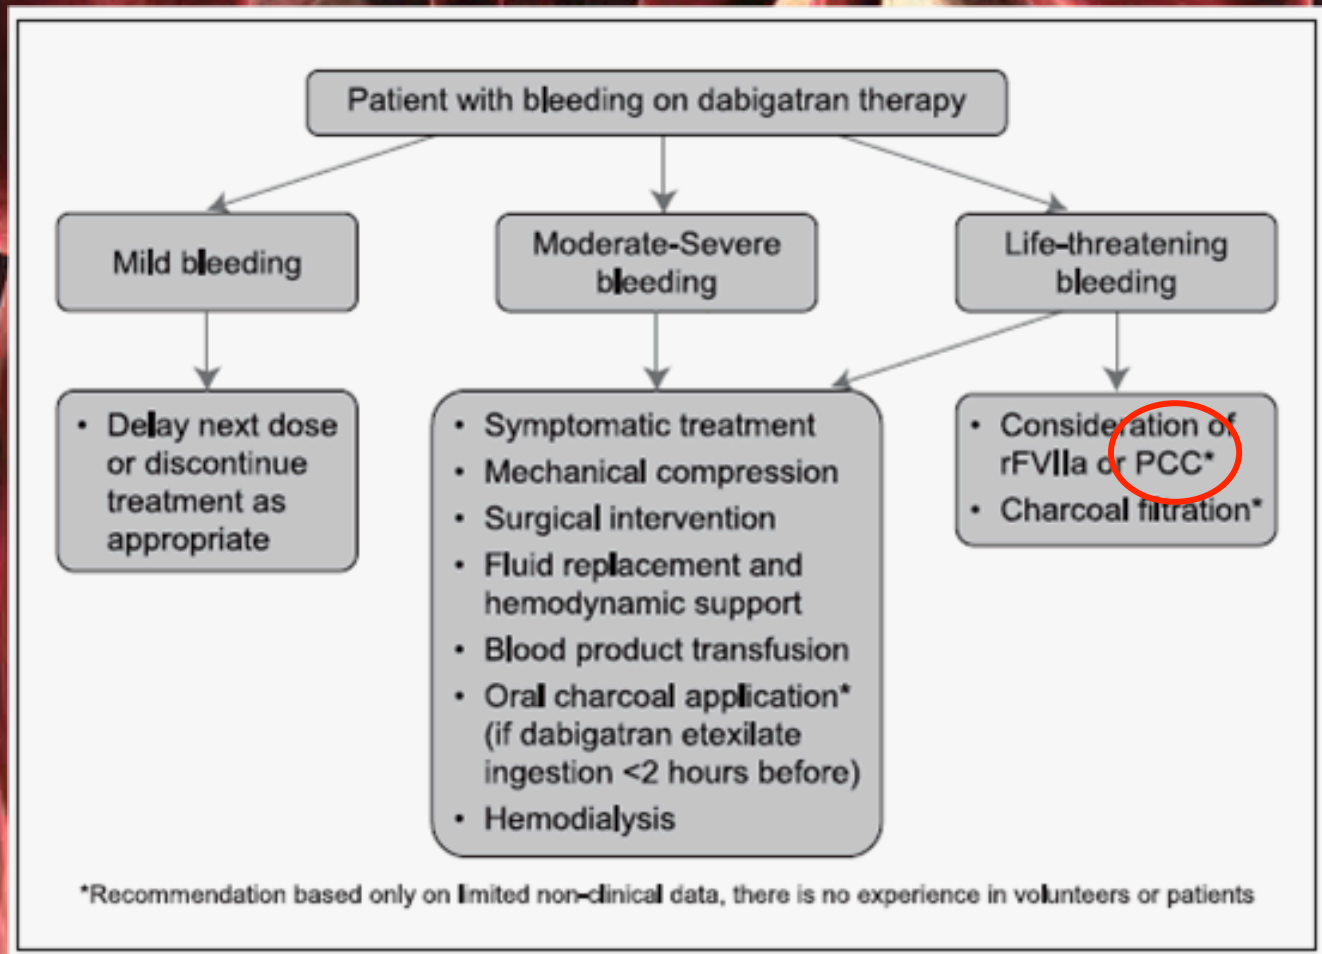 Patient with bleeding on dabigatran therapy
Mild bleeding
Moderate-Severe
bleeding
Life-threatening
bleeding
• Delay next dose
or discontinue
treatment as
appropriate
• Symptomatic treatment
• Mechanical compression
• Surgical intervention
• Fluid replacement and
hemodynamic support
• Blood product transfusion
• Oral charcoal application*
(if dabigatran etexilate
ingestion <2 hours before)
• Hemodialysis
• Consideration of
rFVIIa or PCC*
• Charcoal filtration*
*Recommendation based only on limited non-clinical data, there is no experience in volunteers or patients